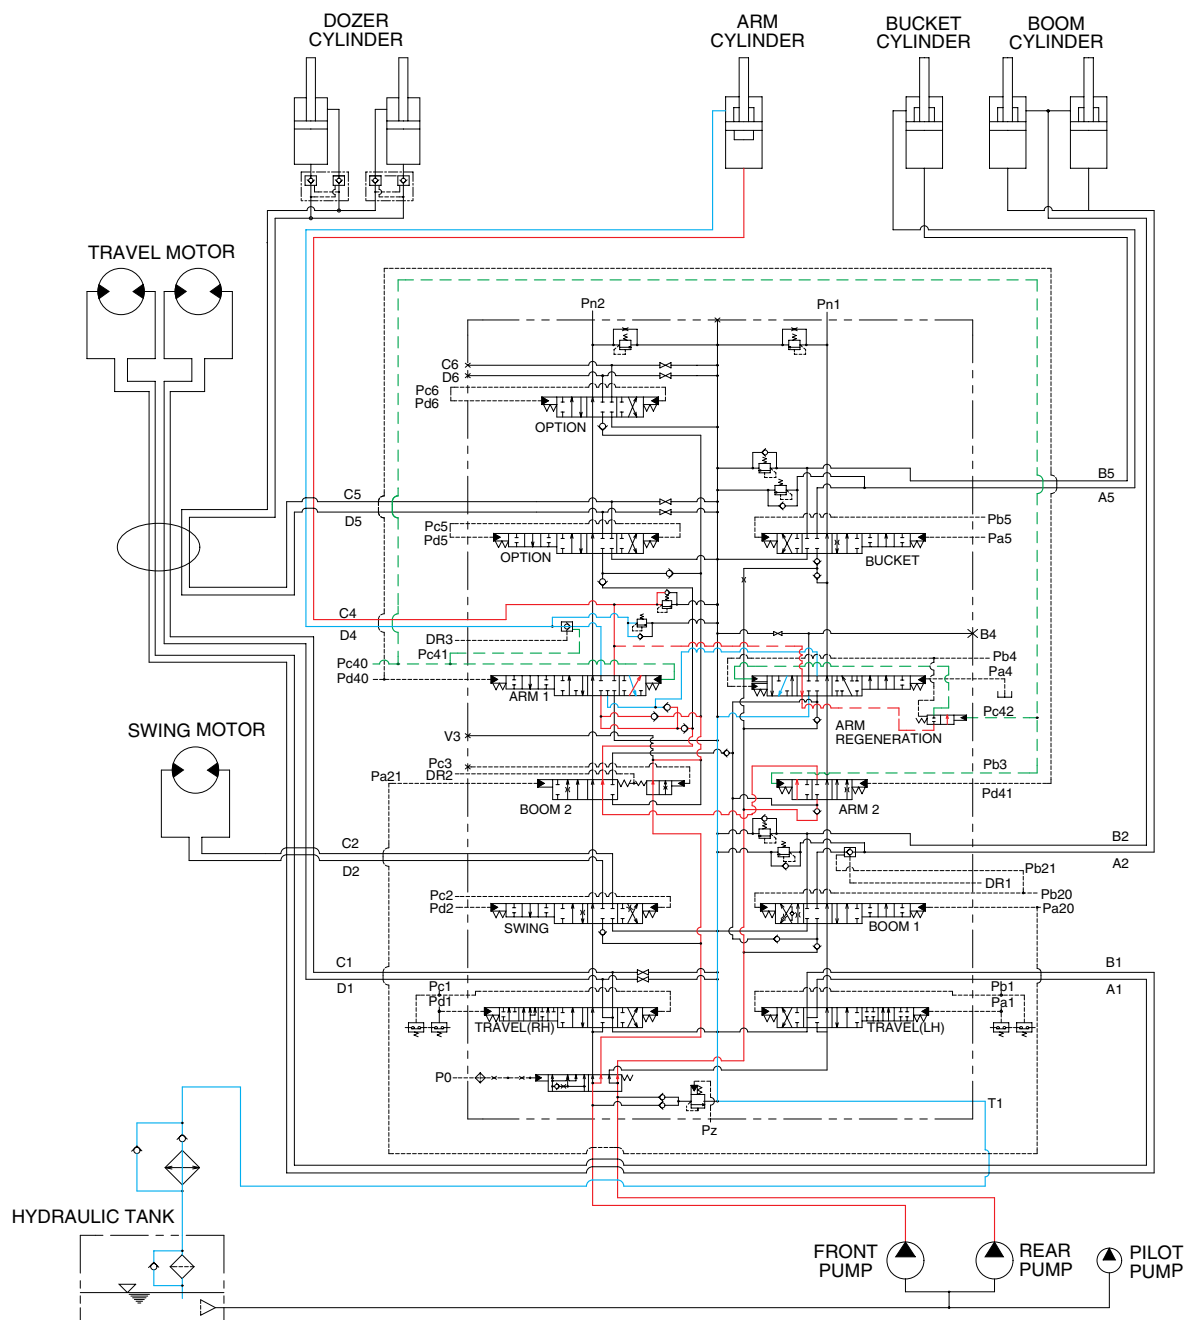 DOZER
CYLINDER
ARM
CYLINDER
BUCKET
CYLINDER
BOOM
CYLINDER
TRAVEL MOTOR
Pn2
Pn1
C6
D6
Pc6
Pd6
OPTION
C5
D5
B5
A5
Pc5
Pd5
OPTION
Pb5
Pa5
BUCKET
C4
D4
DR3
Pc41
B4
Pc40
Pd40
ARM 1
Pb4
Pa4
Pc42
ARM
REGENERATION
SWING MOTOR
V3
Pc3
DR2
Pa21
BOOM 2
Pb3
Pd41
ARM 2
C2
D2
B2
A2
Pb21
DR1
Pc2
Pd2
SWING
Pb20
Pa20
BOOM 1
C1
D1
B1
A1
Pc1
Pd1
TRAVEL(RH)
Pb1
Pa1
TRAVEL(LH)
P0
T1
Pz
HYDRAULIC TANK
FRONT
PUMP
REAR
PUMP
PILOT
PUMP